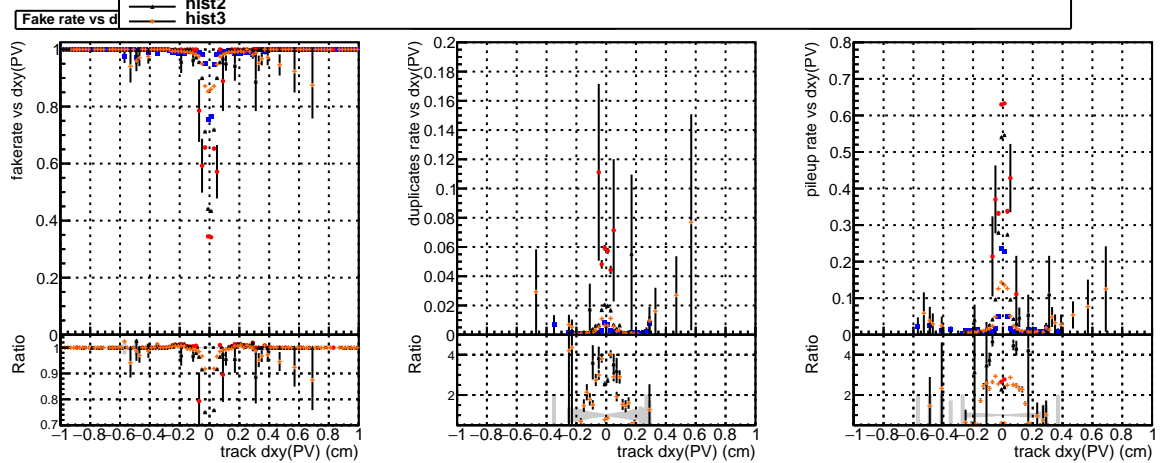 hist2
hist3
Fake rate vs d
fakerate vs dxy(PV)
1
0.8
0.6
0.4
0.2
0
Ratio
1
0.9
0.8
0.7
−1 −0.8 −0.6 −0.4 −0.2 0 0.2 0.4 0.6 0.8 1
track dxy(PV) (cm)
duplicates rate vs dxy(PV)
0.2
0.18
0.16
0.14
0.12
0.1
0.08
0.06
0.04
0.02
0
Ratio
4
2
−1 −0.8 −0.6 −0.4 −0.2 0 0.2 0.4 0.6 0.8 1
track dxy(PV) (cm)
pileup rate vs dxy(PV)
0.8
0.7
0.6
0.5
0.4
0.3
0.2
0.1
0
Ratio
4
2
−1 −0.8 −0.6 −0.4 −0.2 0 0.2 0.4 0.6 0.8 1
track dxy(PV) (cm)